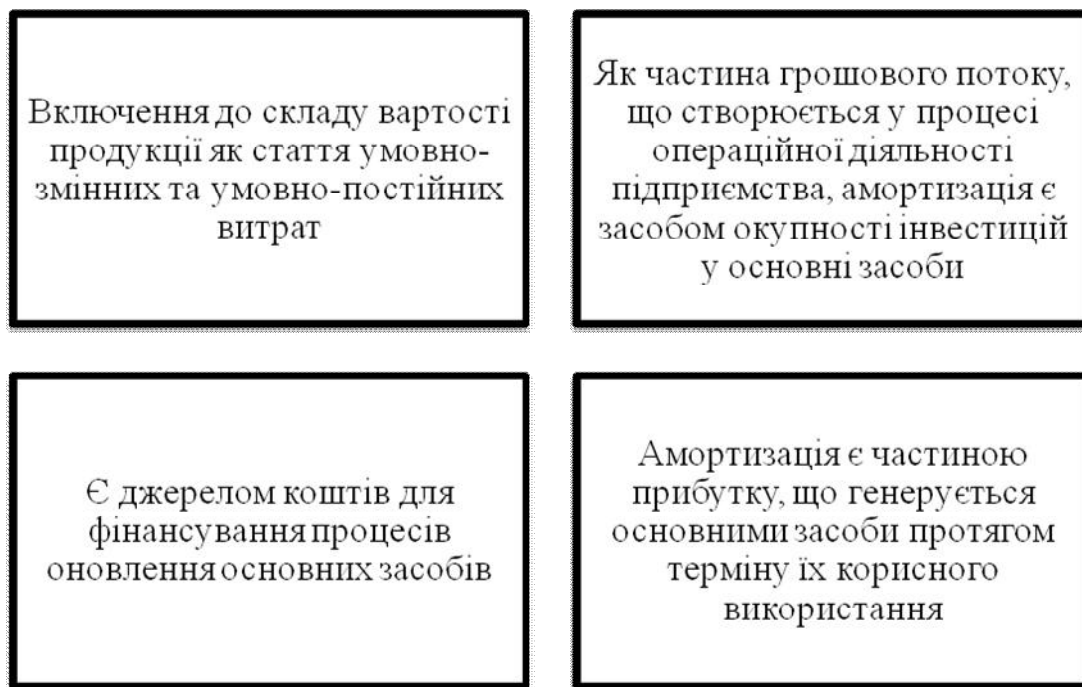 Включення до складу вартості
продукції як стаття умовно-
змінних та умовно-постійних
витрат
Як частина грошового потоку,
що створюється у процесі
операційної діяльності
підприємства, амортизація є
засобом окупності інвестицій
у основні засоби
Є джерелом коштів для
фінансування процесів
оновлення основних засобів
Амортизація є частиною
прибутку, що генерується
основними засоби протягом
терміну їх корисного
використання